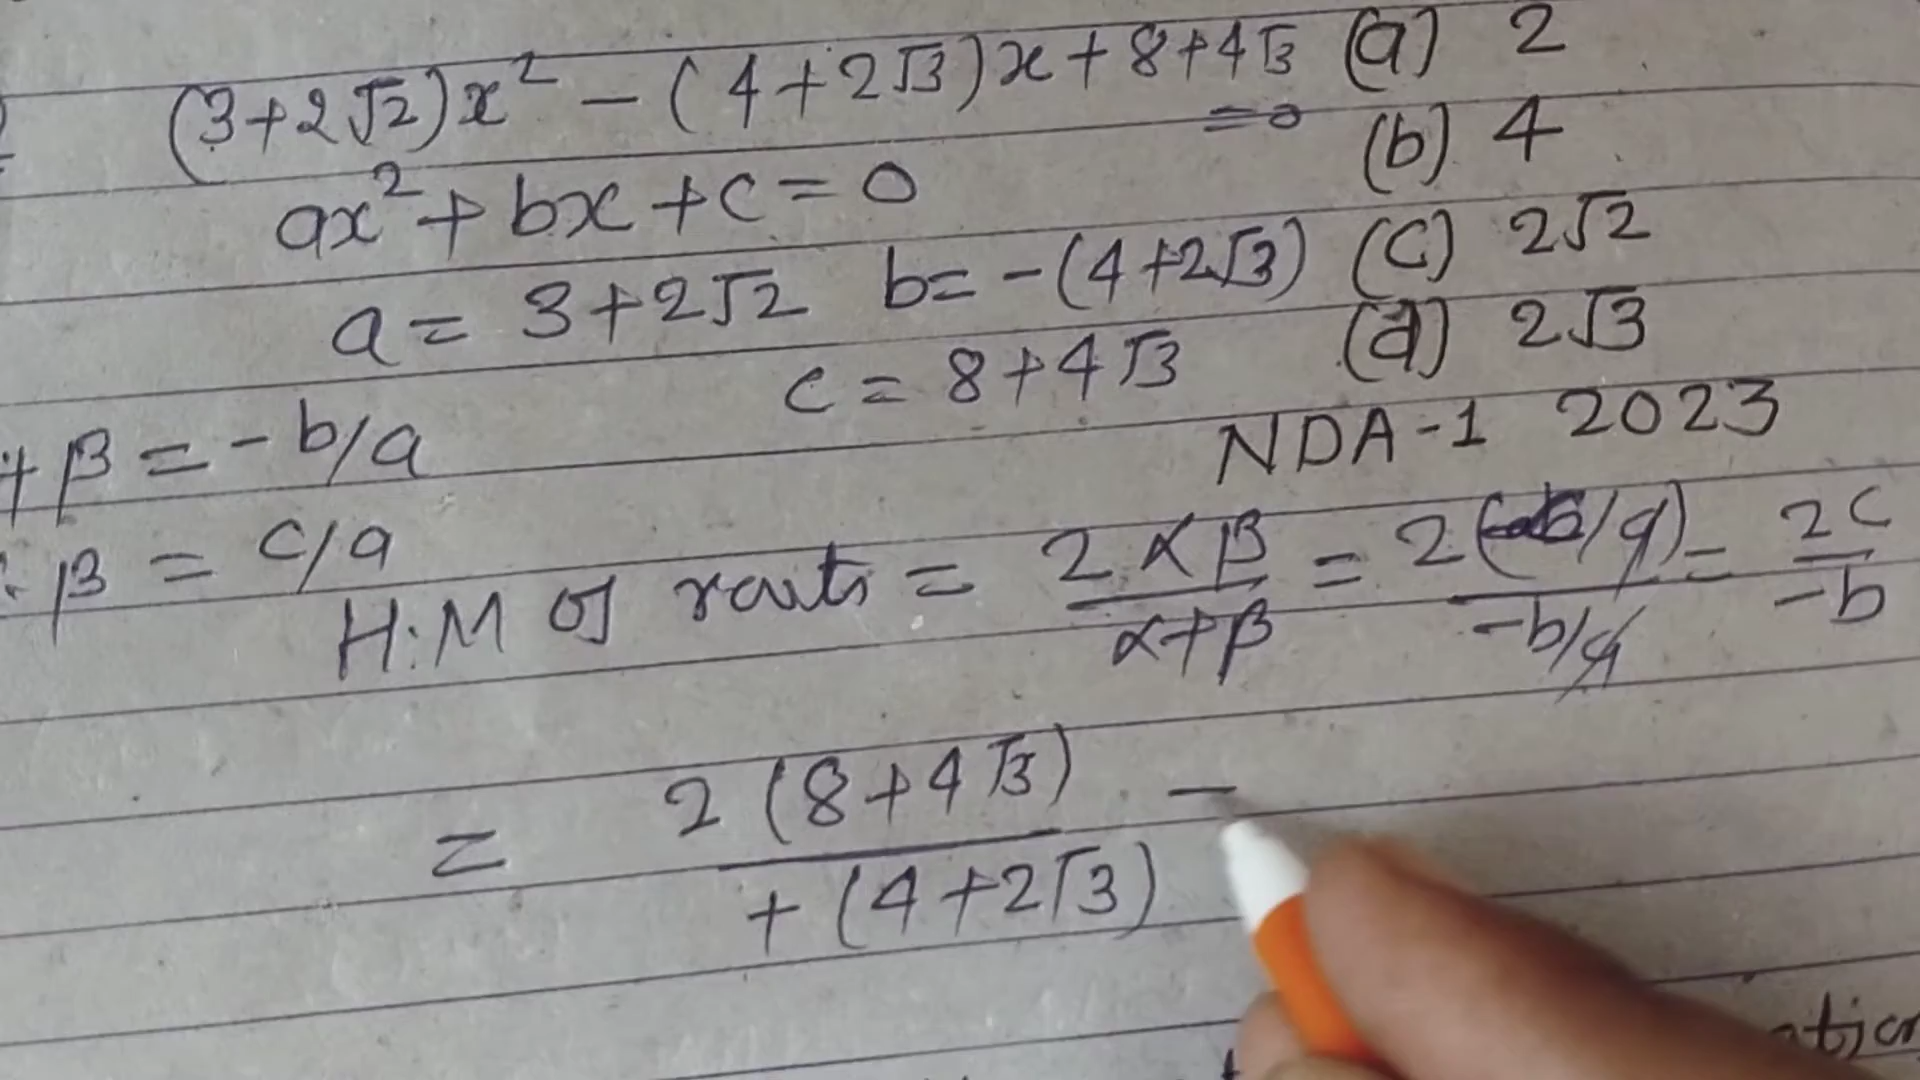 (3+2√2)x² - (4+2√3)x + 8+4√3 = 0
(a) 2
(b) 4
ax² + bx + c = 0
(c) 2√2
a = 3+2√2 b = -(4+2√3)
(d) 2√3
c = 8+4√3
NDA-1 2023
+ β = -b/a
β = c/a
H.M of roots = 2αβ/α+β = 2(c/a)/-b/a = 2c/-b
= 2(8+4√3)/+(4+2√3) -